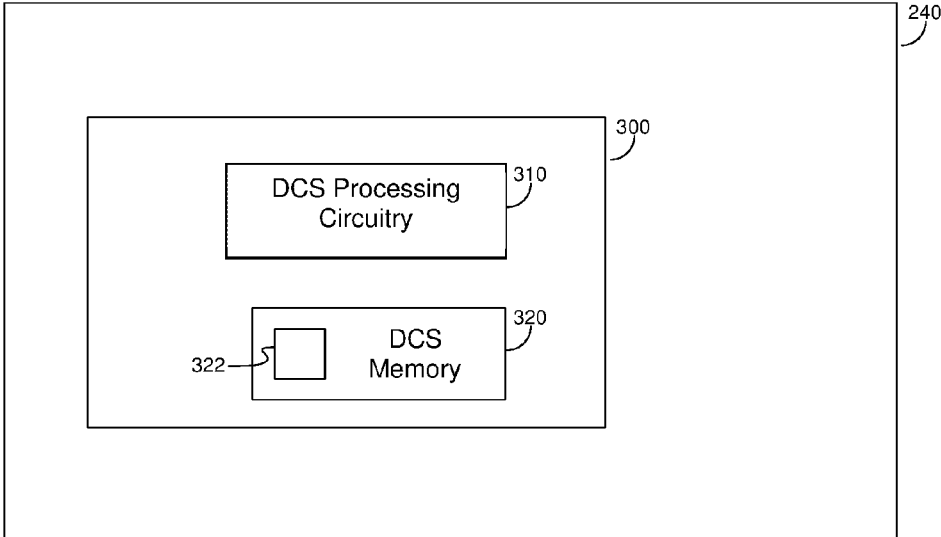 240
300
310
DCS Processing
Circuitry
320
DCS
Memory
322